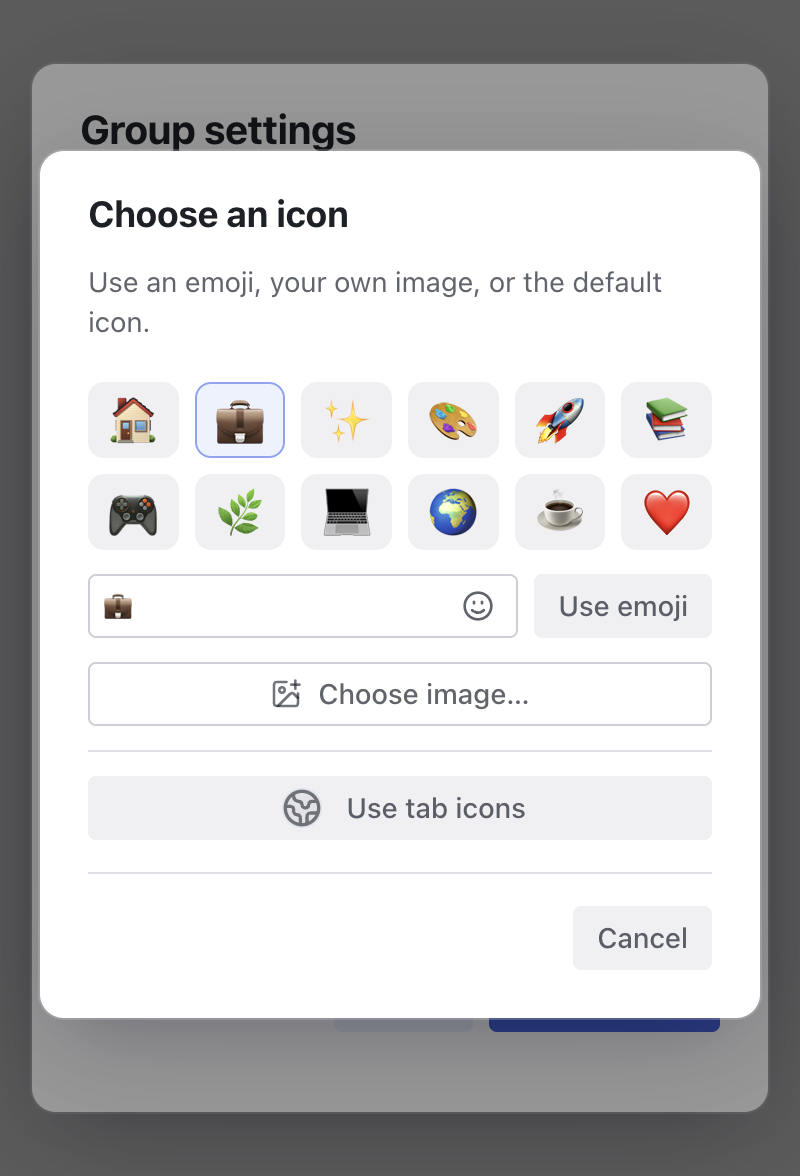 Group settings
Choose an icon
Use an emoji, your own image, or the default
icon.
Use emoji
Choose image...
Use tab icons
Cancel